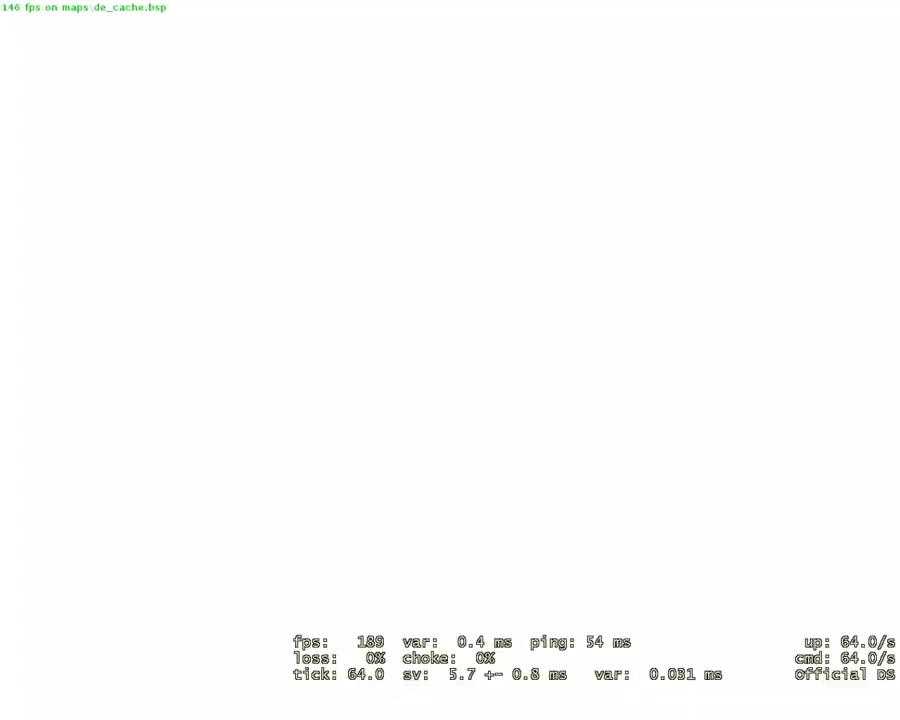 146 fps on maps\de_cache.bsp
fps: 189 var: 0.4 ms ping: 54 ms up: 64.0/s
loss: 0% choke: 0% cmd: 64.0/s
tick: 64.0 sv: 5.7 +- 0.8 ms var: 0.031 ms Official DS